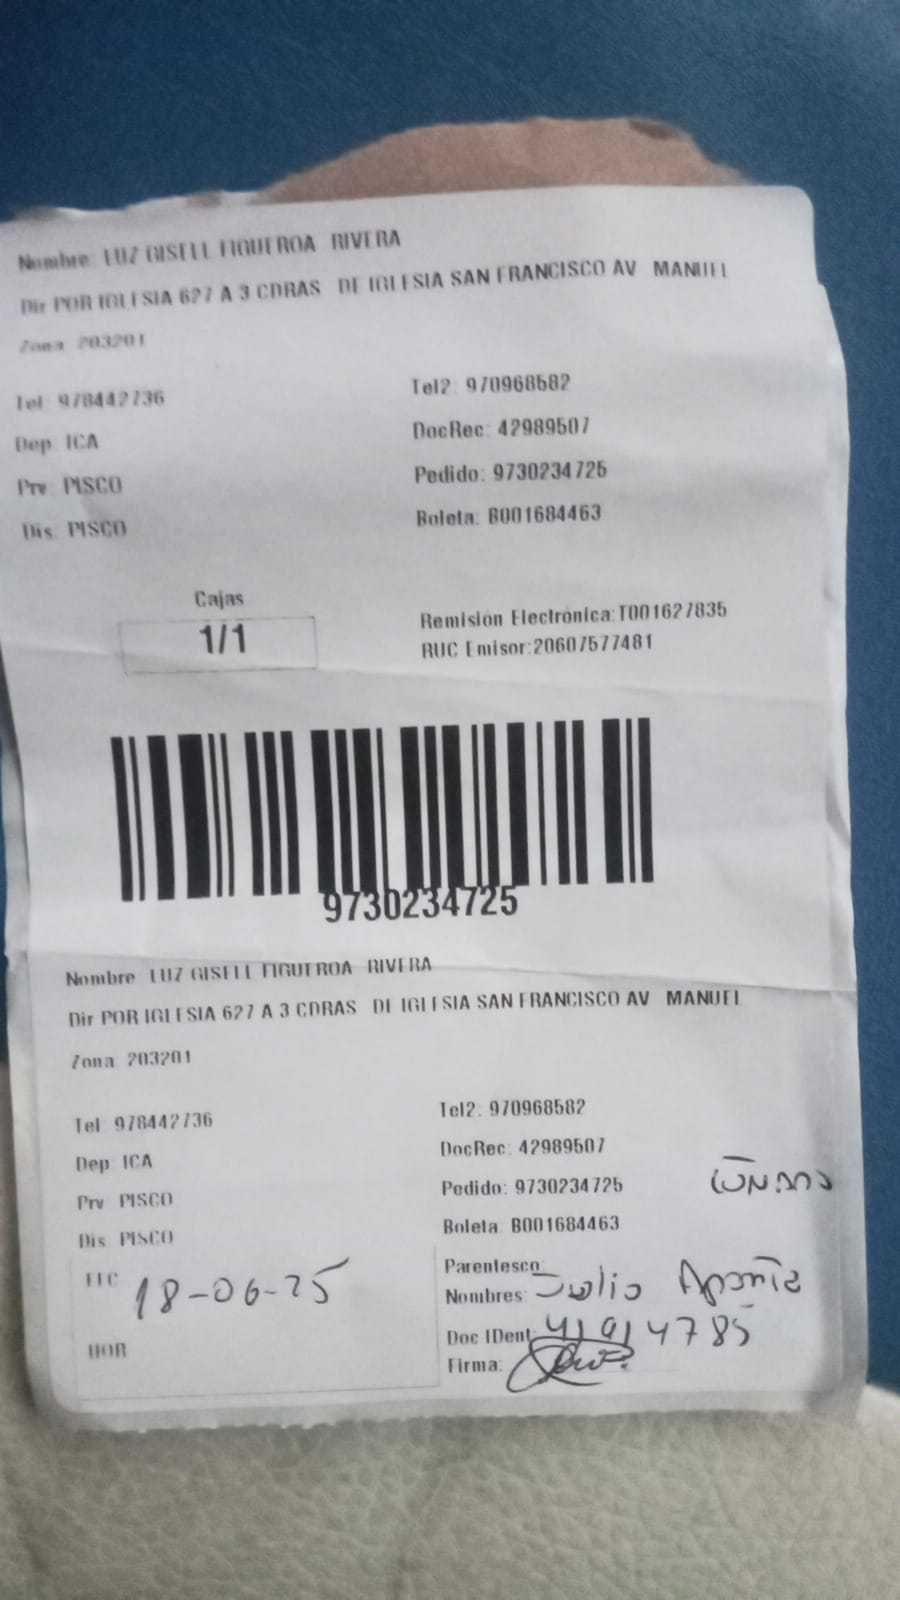 Nombre LUZ GISELL FIGUEROA RIVERA
Dir POR IGLESIA 627 A 3 CDRAS DE IGLESIA SAN FRANCISCO AV MANUEL
Zona 203201
Tel 978442736 Tel2: 970968582
Dep ICA DocRec: 42989507
Prv PISCO Pedido: 9730234725
Dis PISCO Boleta: B001684463
Cajas
1/1
Remisión Electrónica:T001627835
RUC Emisor:20607577481
9730234725
Nombre LUZ GISELL FIGUEROA RIVERA
Dir POR IGLESIA 627 A 3 CDRAS DE IGLESIA SAN FRANCISCO AV MANUEL
Zona 203201
Tel 978442736 Tel2: 970968582
Dep ICA DocRec: 42989507
Prv PISCO Pedido: 9730234725
Dis PISCO Boleta: B001684463
FEC 18-06-25
HOR
Parentesco:
Nombres: Julio Aponte
Doc IDent: 41914785
Firma: